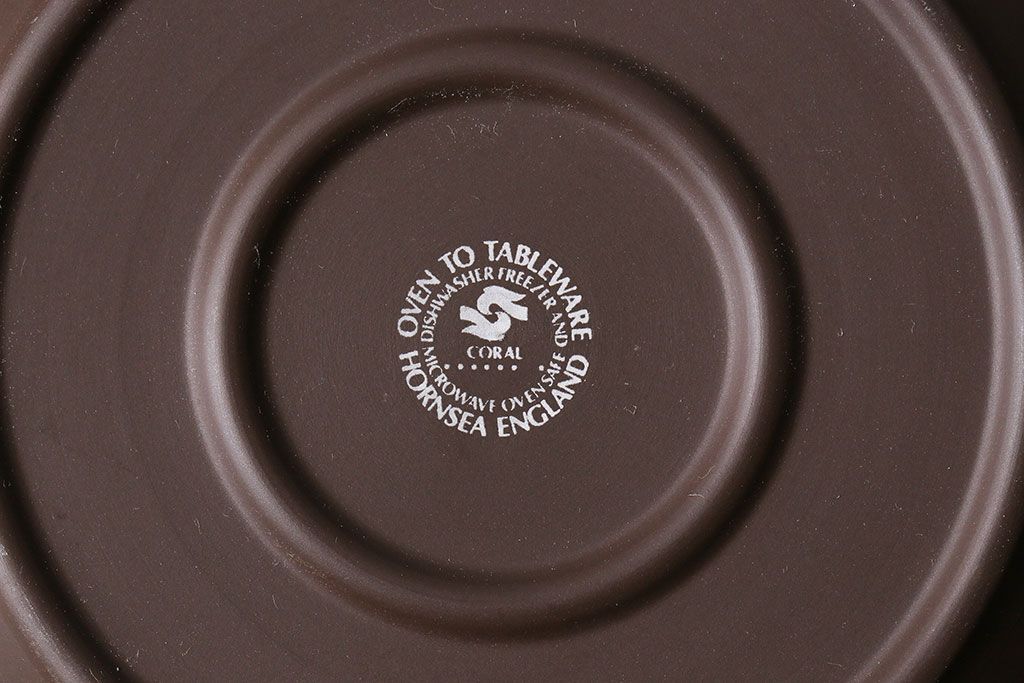 OVEN TO TABLEWARE
HORNSEA ENGLAND
DISHWASHER FREEZER AND
MICROWAVE OVEN SAFE
CORAL